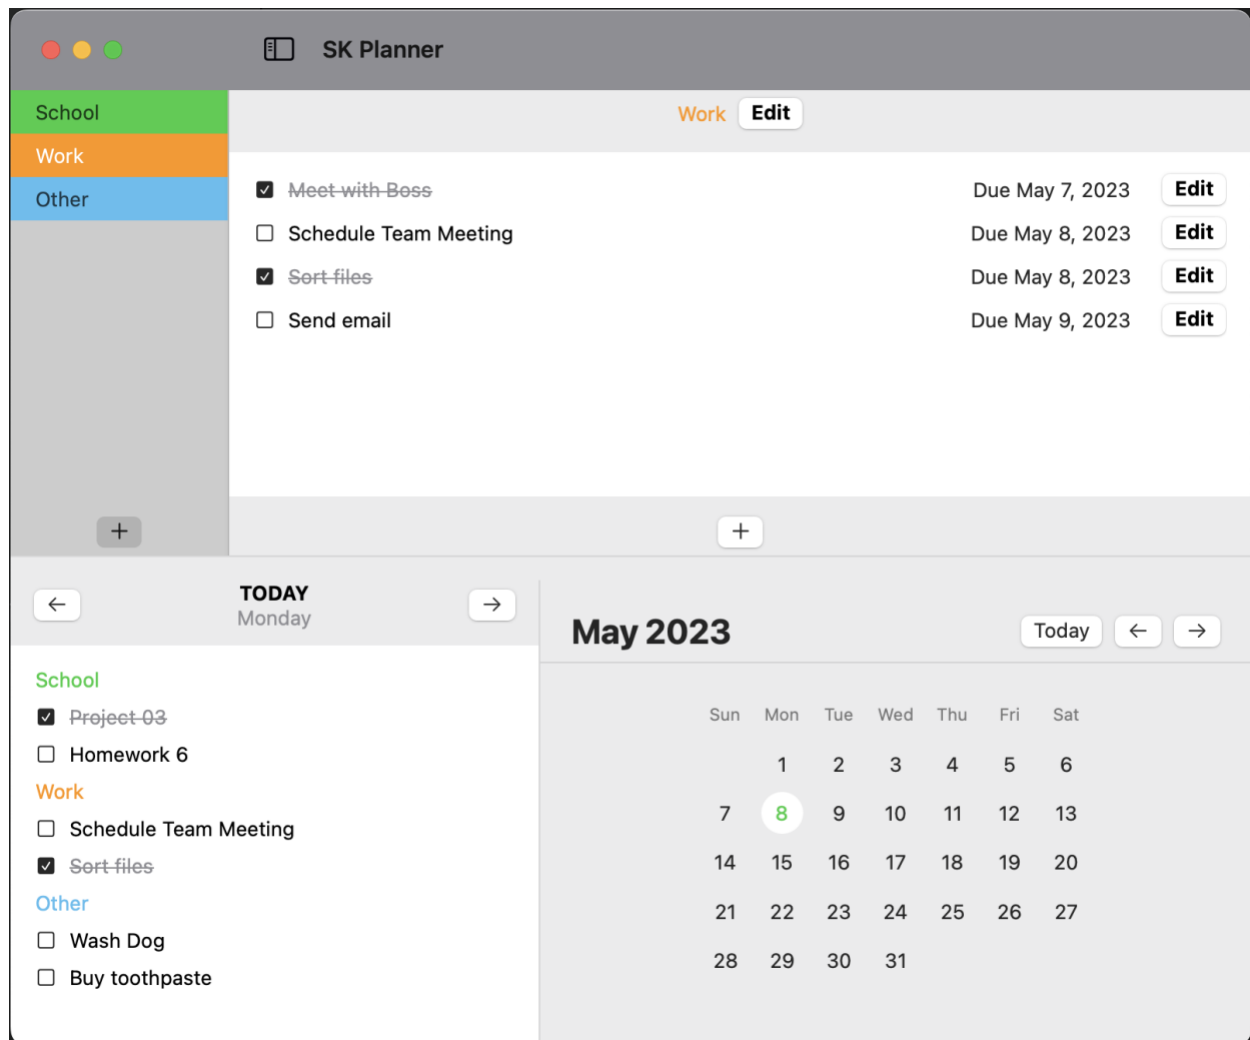 SK Planner
School
Work
Other
+
Work Edit
Meet with Boss Due May 7, 2023 Edit
Schedule Team Meeting Due May 8, 2023 Edit
Sort files Due May 8, 2023 Edit
Send email Due May 9, 2023 Edit
+
← TODAY →
Monday
School
Project 03
Homework 6
Work
Schedule Team Meeting
Sort files
Other
Wash Dog
Buy toothpaste
May 2023 Today ← →
Sun Mon Tue Wed Thu Fri Sat
1 2 3 4 5 6
7 8 9 10 11 12 13
14 15 16 17 18 19 20
21 22 23 24 25 26 27
28 29 30 31